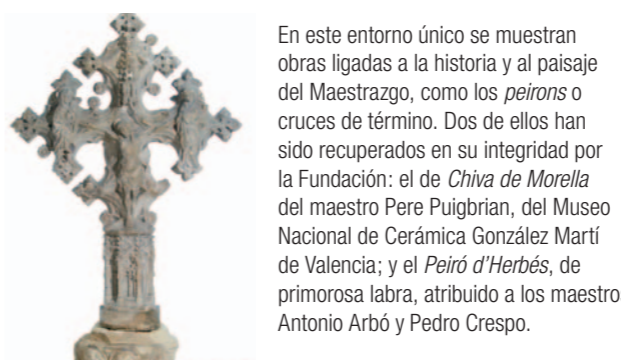 En este entorno único se muestran
obras ligadas a la historia y al paisaje
del Maestrazgo, como los peirons o
cruces de término. Dos de ellos han
sido recuperados en su integridad por
la Fundación: el de Chiva de Morella
del maestro Pere Puigbrian, del Museo
Nacional de Cerámica González Martí
de Valencia; y el Peiró d'Herbés, de
primorosa labra, atribuido a los maestro
Antonio Arbó y Pedro Crespo.